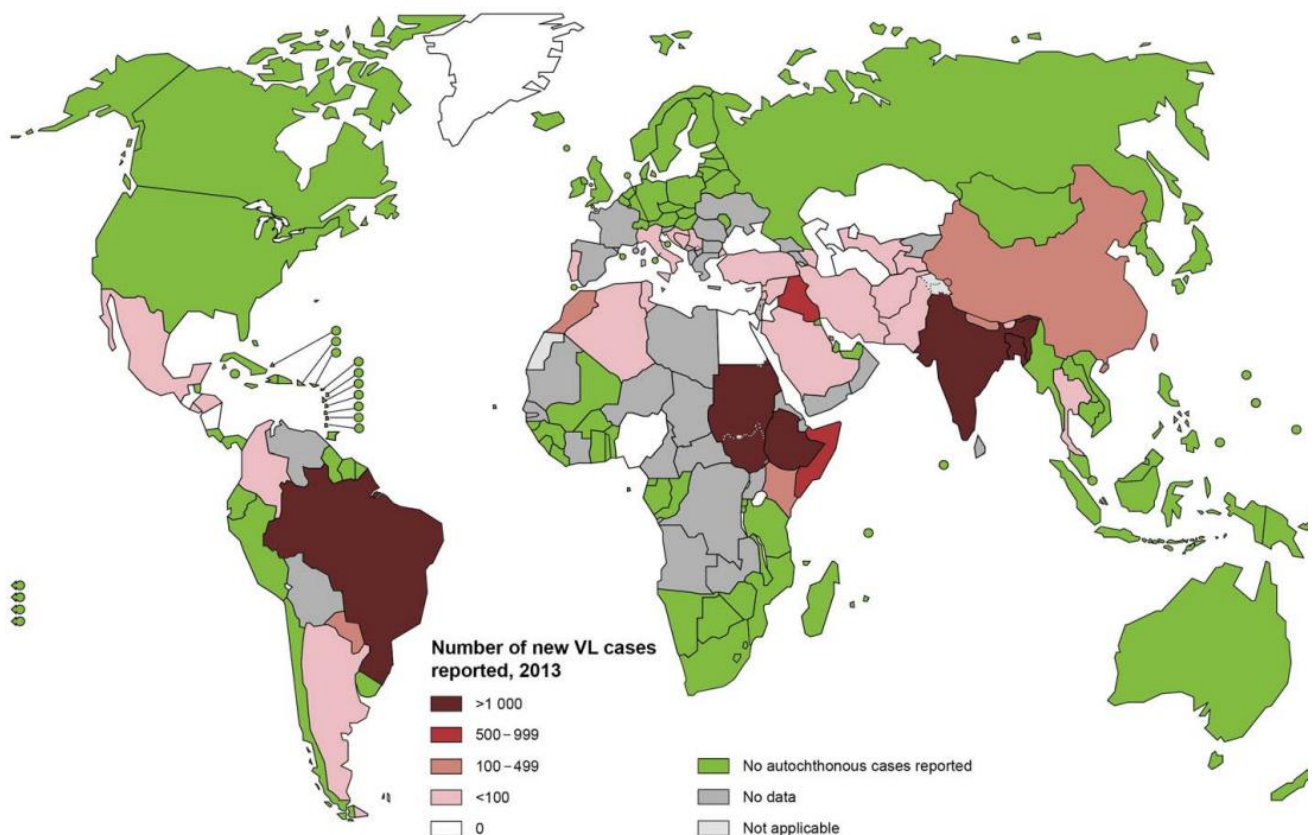 Number of new VL cases
reported, 2013
>1 000
500–999
100–499
<100
0
No autochthonous cases reported
No data
Not applicable